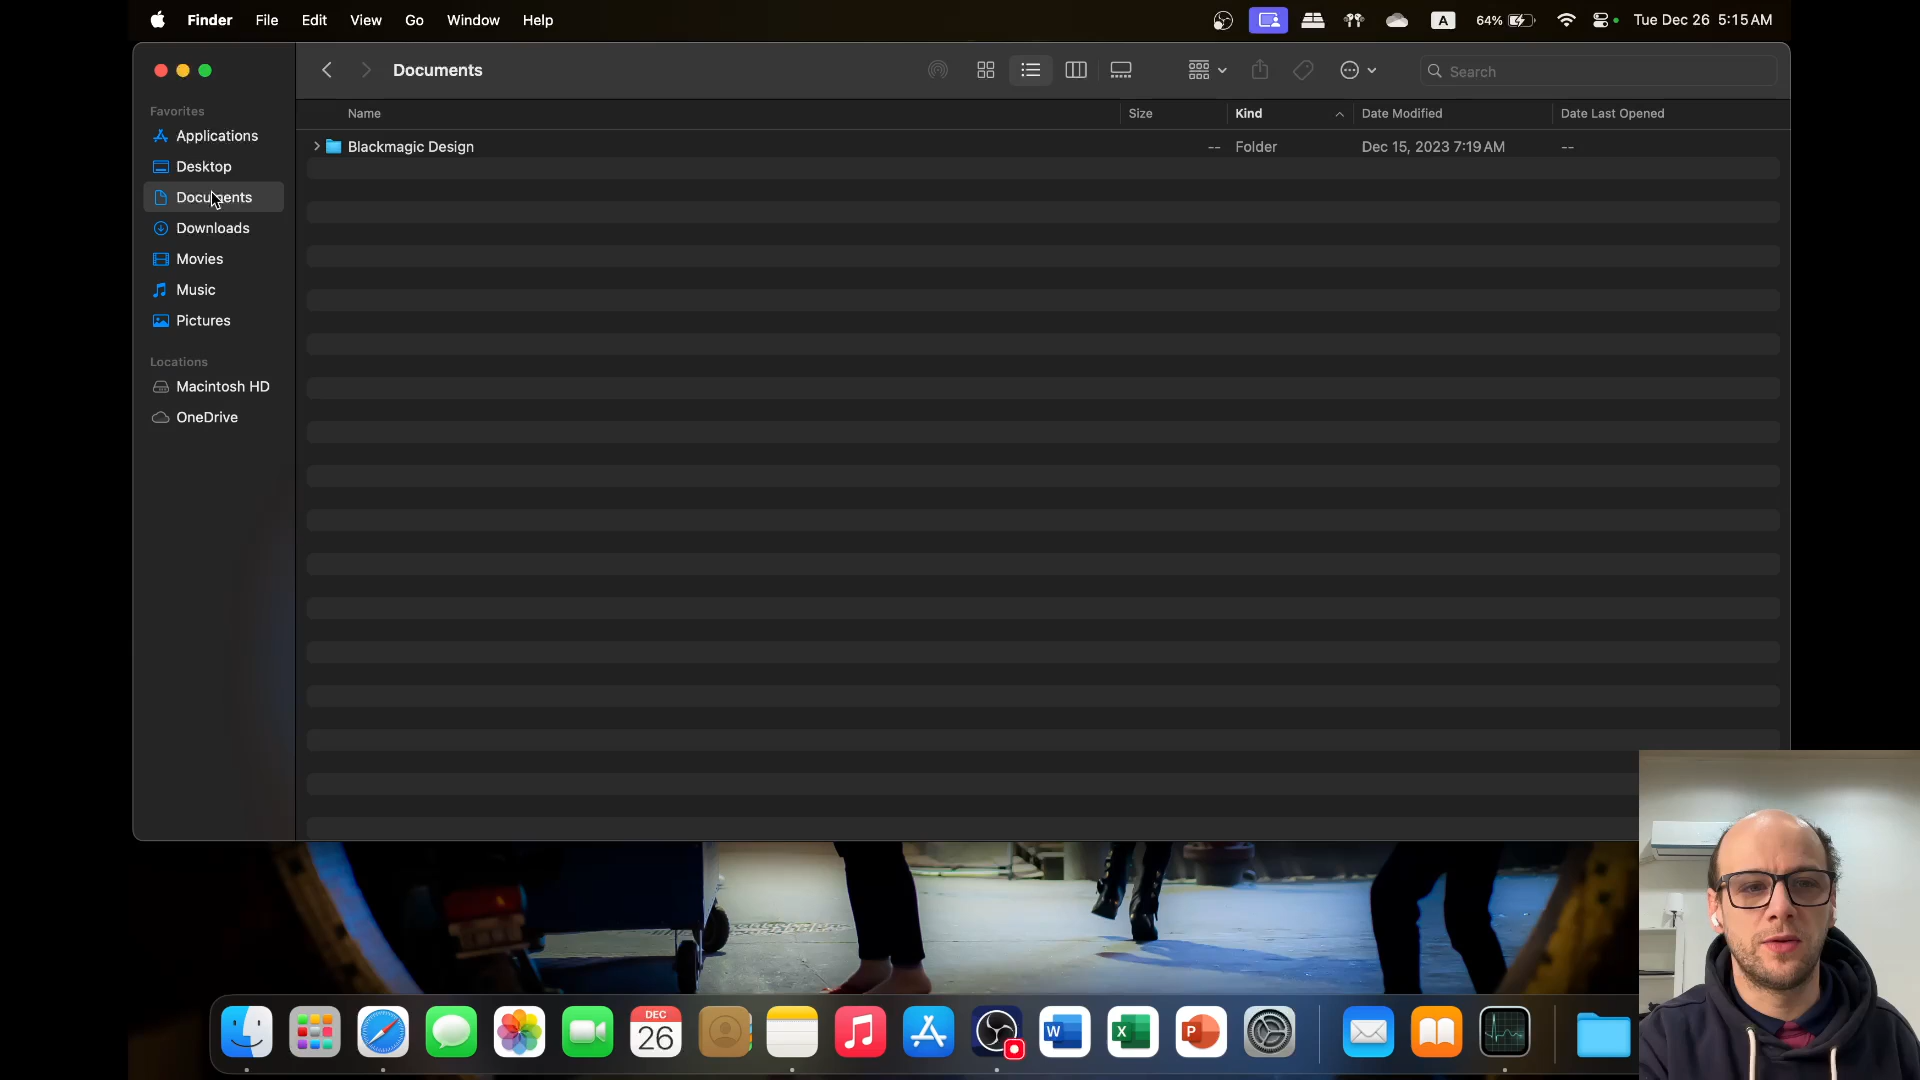 Finder File Edit View Go Window Help A 64% Tue Dec 26 5:15 AM
Documents
Search
Favorites
Applications
Desktop
Documents
Downloads
Movies
Music
Pictures
Locations
Macintosh HD
OneDrive
Name Size Kind Date Modified Date Last Opened
Blackmagic Design -- Folder Dec 15, 2023 7:19 AM --
DEC
26
W
X
P